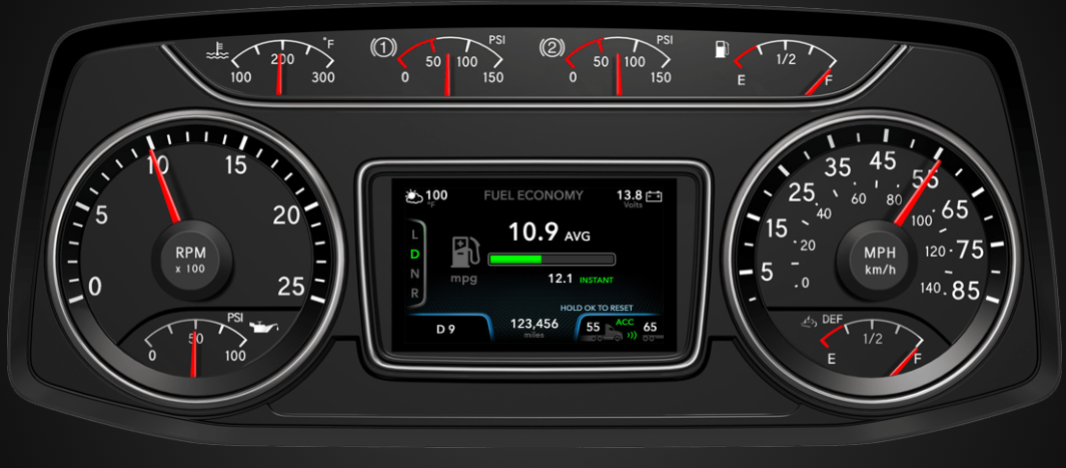 °F
100 200 300
1 PSI
0 50 100 150
2 PSI
0 50 100 150
E 1/2 F
0 5 10 15 20 25
RPM
x 100
PSI
0 50 100
100
°F
FUEL ECONOMY
13.8
Volts
L
D
N
R
10.9 AVG
mpg
12.1 INSTANT
HOLD OK TO RESET
D 9
123,456
miles
55 ACC 65
5 15 25 35 45 55 65 75 85
0 20 40 60 80 100 120 140
MPH
km/h
DEF
E 1/2 F